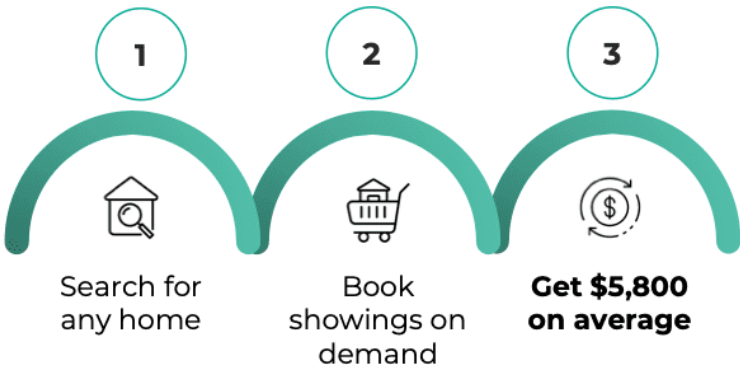 1
2
3
Search for
any home
Book
showings on
demand
$
Get $5,800
on average